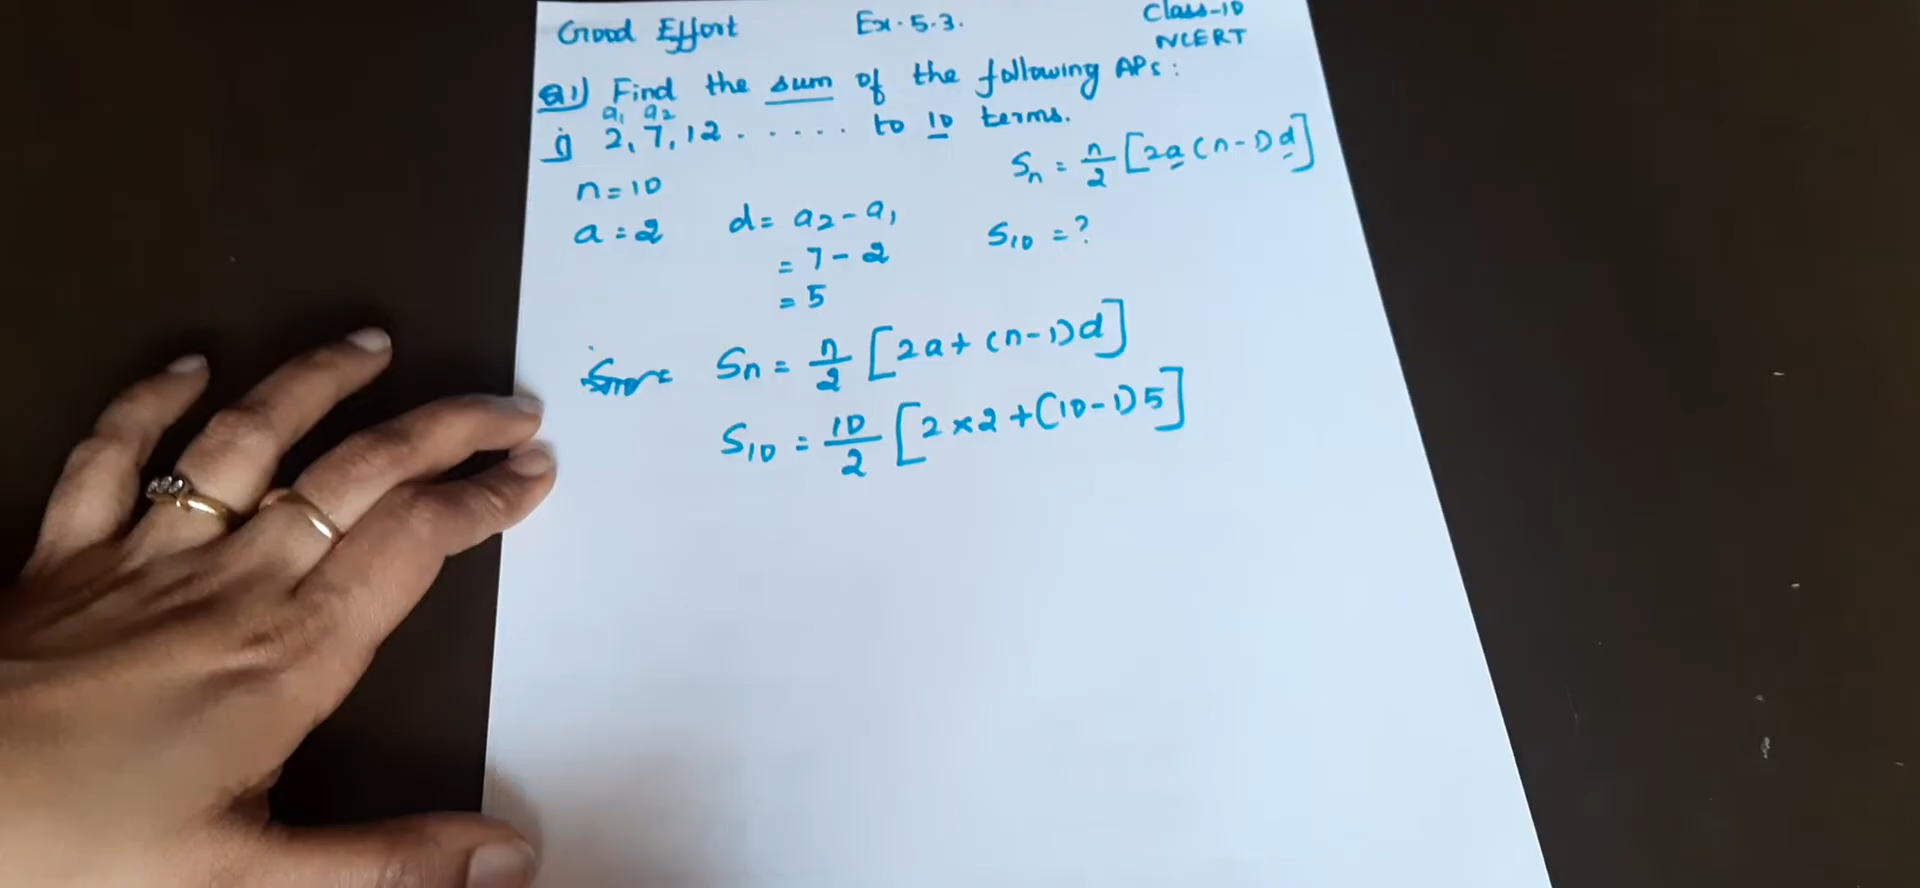 Good Effort Ex. 5.3. Class-10
NCERT
Q1) Find the sum of the following APs :
a₁ a₂
i) 2, 7, 12 . . . . . . to 10 terms.
Sₙ = n/2 [2a (n-1)d]
n = 10
a = 2 d = a₂ - a₁ S₁₀ = ?
= 7 - 2
= 5
Sₙ = n/2 [2a + (n-1)d]
S₁₀ = 10/2 [2 × 2 + (10-1)5]